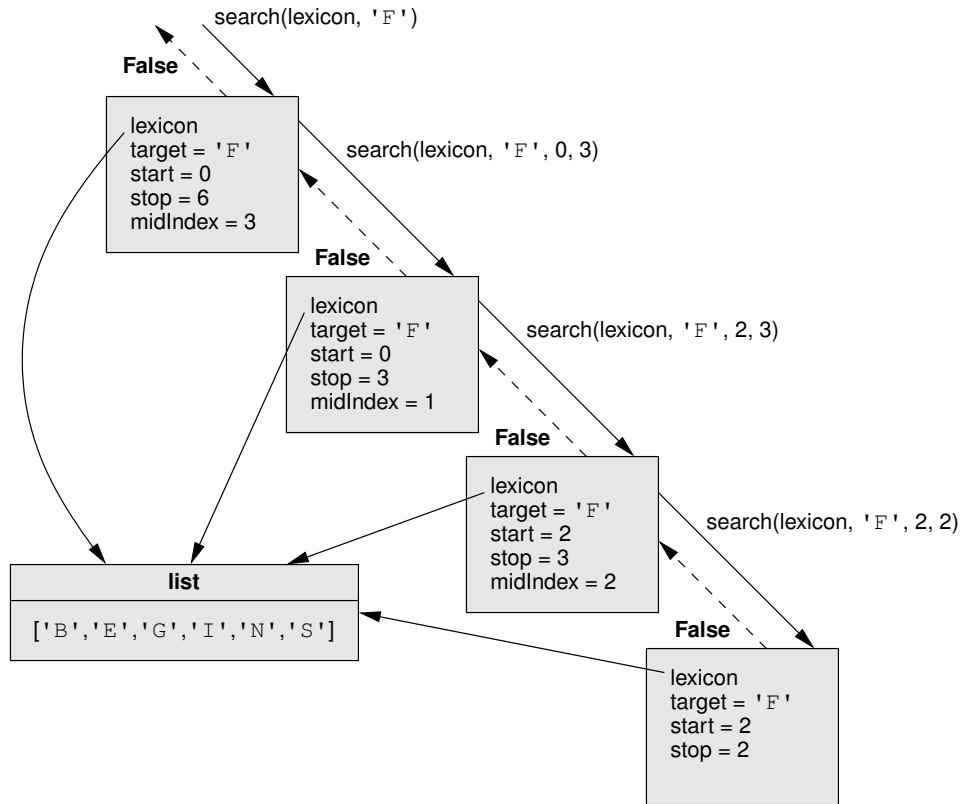 search(lexicon, 'F')
False
lexicon
target = 'F'
start = 0
stop = 6
midIndex = 3
search(lexicon, 'F', 0, 3)
False
lexicon
target = 'F'
start = 0
stop = 3
midIndex = 1
search(lexicon, 'F', 2, 3)
False
lexicon
target = 'F'
start = 2
stop = 3
midIndex = 2
search(lexicon, 'F', 2, 2)
list
['B','E','G','I','N','S']
False
lexicon
target = 'F'
start = 2
stop = 2